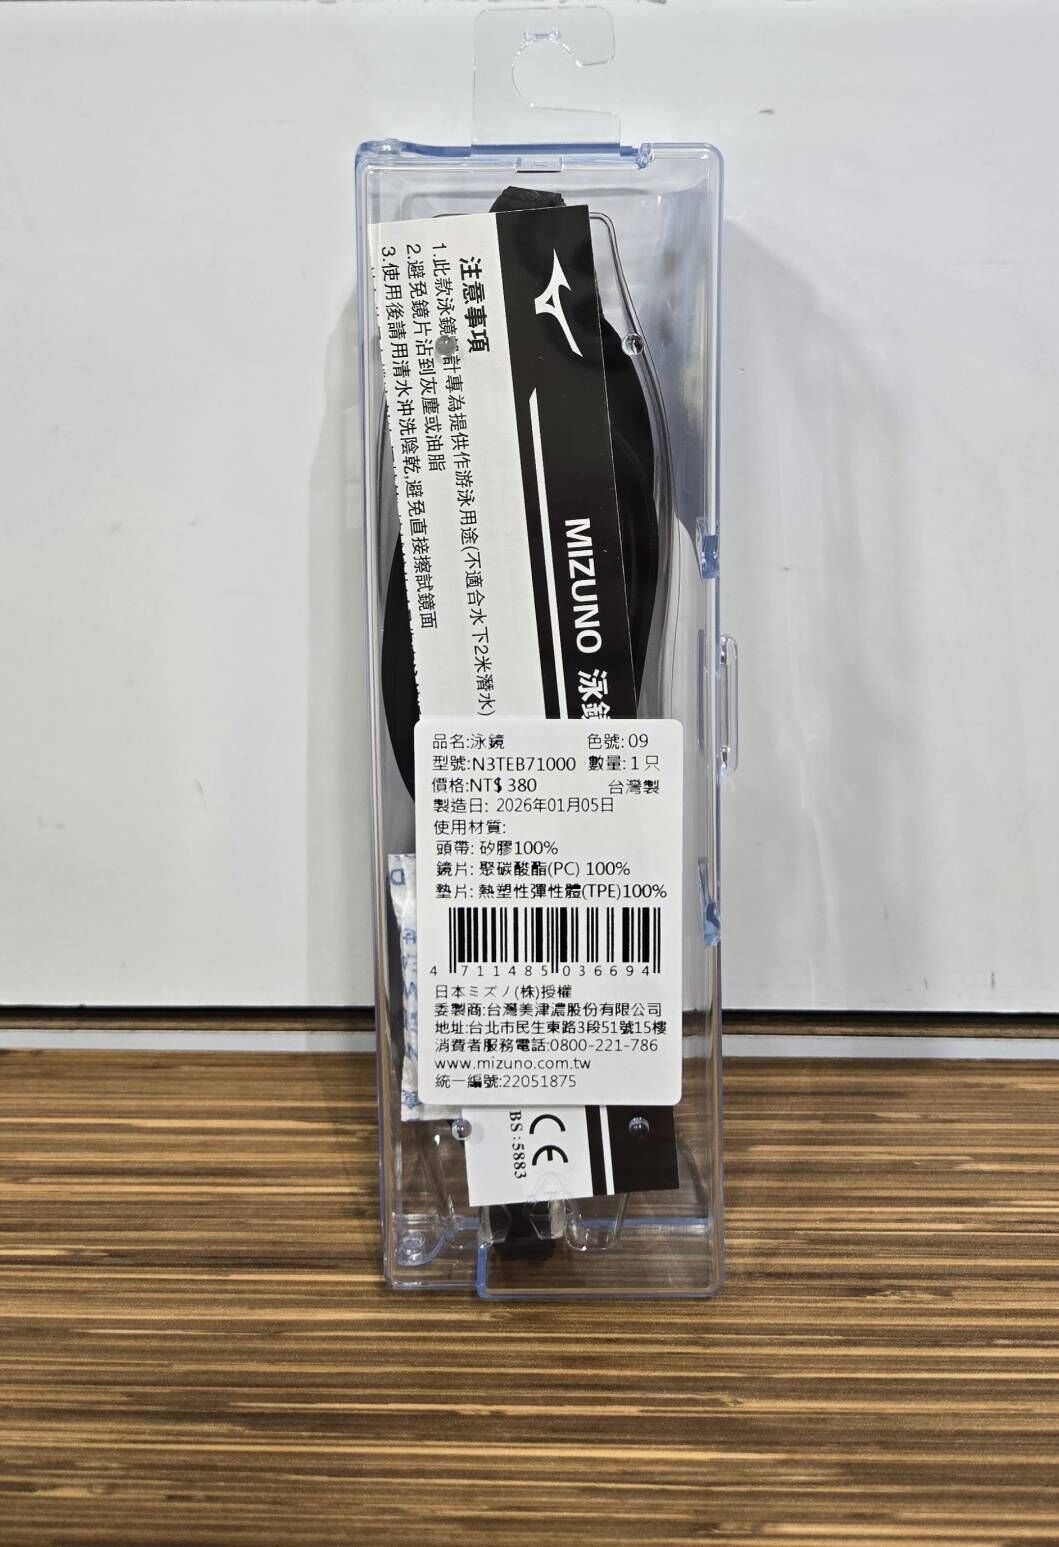 MIZUNO 泳鏡
注意事項
1.此款泳鏡設計專為提供作游泳用途(不適合水下2米潛水)
2.避免鏡片沾到灰塵或油脂
3.使用後請用清水沖洗陰乾,避免直接擦試鏡面
品名:泳鏡 色號:09
型號:N3TEB71000 數量:1只
價格:NT$380 台灣製
製造日: 2026年01月05日
使用材質:
頭帶: 矽膠100%
鏡片: 聚碳酸酯(PC) 100%
墊片: 熱塑性彈性體(TPE)100%
4 711485 036694
日本ミズノ(株)授權
委製商:台灣美津濃股份有限公司
地址:台北市民生東路3段51號15樓
消費者服務電話:0800-221-786
www.mizuno.com.tw
統一編號:22051875
CE
BS:5883